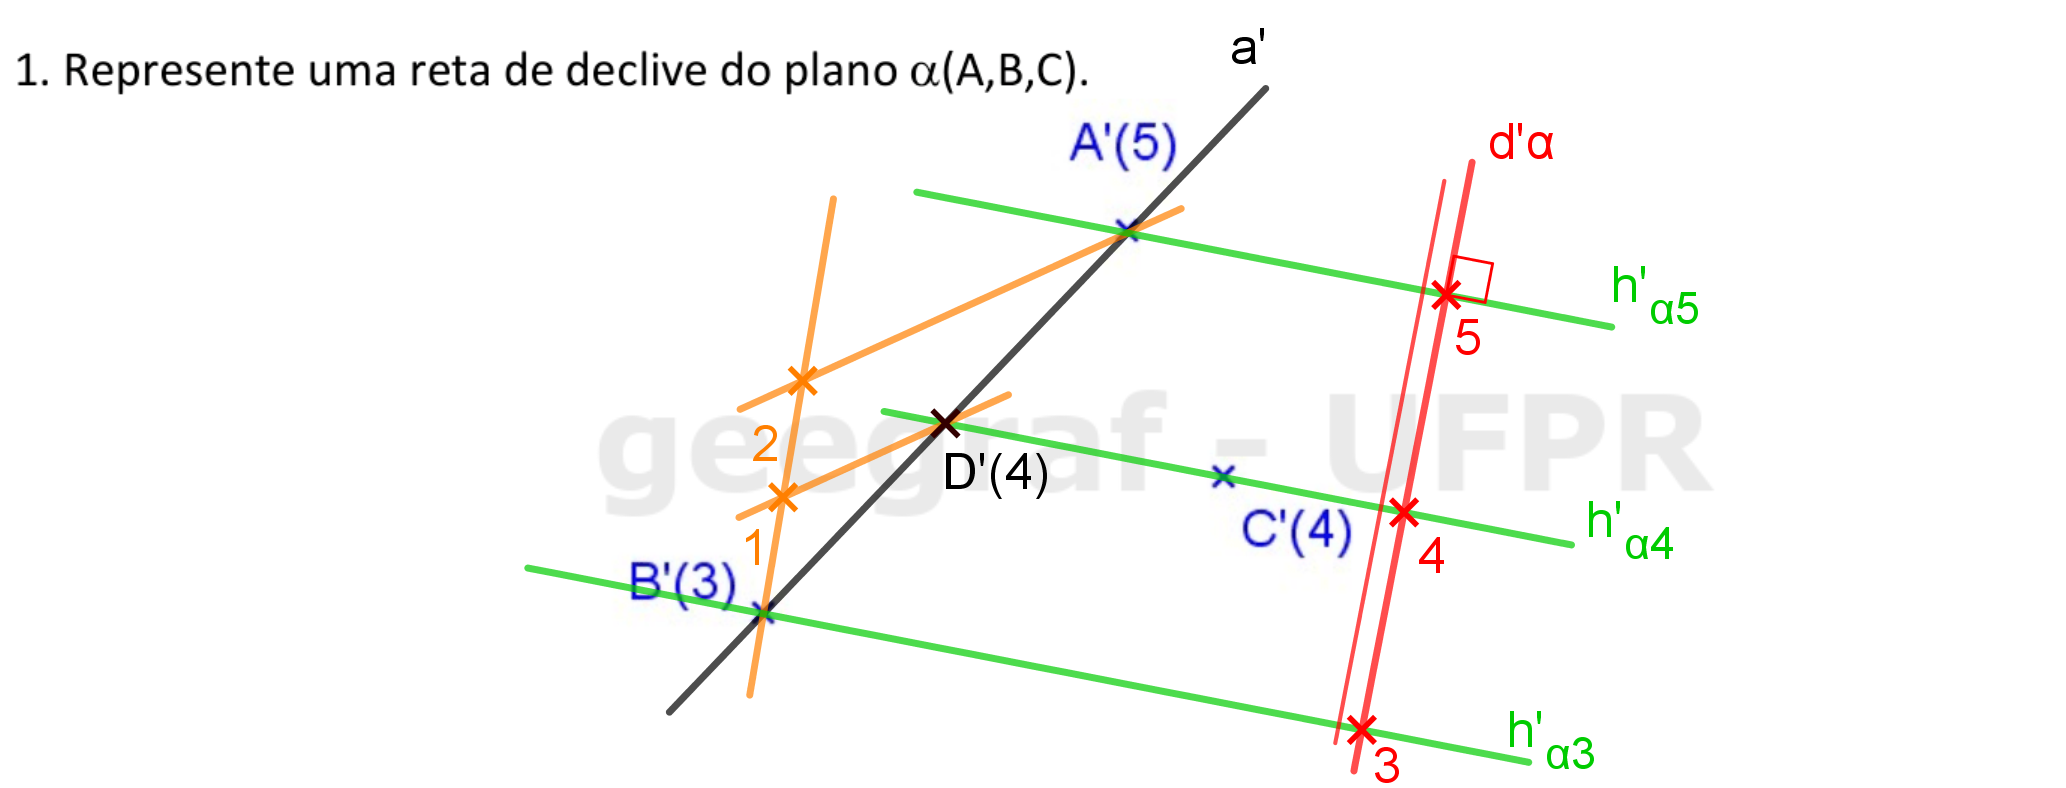 1. Represente uma reta de declive do plano α(A,B,C).
a'
A'(5)
d'α
h'α5
5
2
geegraf - UFPR
D'(4)
C'(4)
h'α4
4
1
B'(3)
h'α3
3